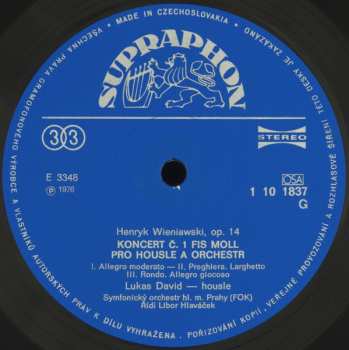 MADE IN CZECHOSLOVAKIA
VŠECHNA PRÁVA GRAMOFONOVÉHO VÝROBCE A VLASTNÍKŮ AUTORSKÝCH PRÁV K DÍLU VYHRAŽENA. POŘIZOVÁNÍ KOPIÍ, VEŘEJNÉ PROVOZOVÁNÍ A ROZHLASOVÉ ŠÍŘENÍ TÉTO DESKY JE ZAKÁZÁNO
SUPRAPHON
33
STEREO
E 3348
℗ 1976
OSA
1 10 1837
G
Henryk Wieniawski, op. 14
KONCERT Č. 1 FIS MOLL
PRO HOUSLE A ORCHESTR
I. Allegro moderato — II. Preghiera. Larghetto
III. Rondo. Allegro giocoso
Lukas David — housle
Symfonický orchestr hl. m. Prahy (FOK)
Řídí Libor Hlaváček